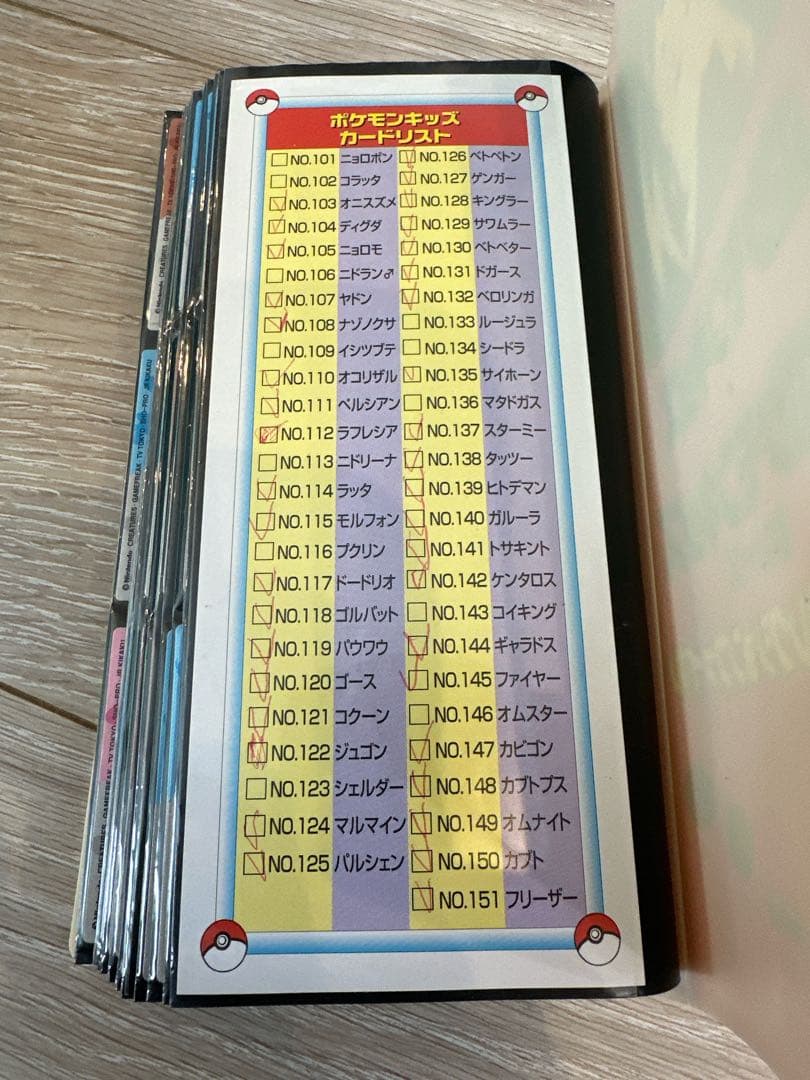 ポケモンキッズ
カードリスト
NO.101 ニョロボン
NO.102 コラッタ
NO.103 オニスズメ
NO.104 ディグダ
NO.105 ニョロモ
NO.106 ニドラン♂
NO.107 ヤドン
NO.108 ナゾノクサ
NO.109 イシツブテ
NO.110 オコリザル
NO.111 ペルシアン
NO.112 ラフレシア
NO.113 ニドリーナ
NO.114 ラッタ
NO.115 モルフォン
NO.116 プクリン
NO.117 ドードリオ
NO.118 ゴルバット
NO.119 パウワウ
NO.120 ゴース
NO.121 コクーン
NO.122 ジュゴン
NO.123 シェルダー
NO.124 マルマイン
NO.125 パルシェン
NO.126 ベトベトン
NO.127 ゲンガー
NO.128 キングラー
NO.129 サワムラー
NO.130 ベトベター
NO.131 ドガース
NO.132 ベロリンガ
NO.133 ルージュラ
NO.134 シードラ
NO.135 サイホーン
NO.136 マタドガス
NO.137 スターミー
NO.138 タッツー
NO.139 ヒトデマン
NO.140 ガルーラ
NO.141 トサキント
NO.142 ケンタロス
NO.143 コイキング
NO.144 ギャラドス
NO.145 ファイヤー
NO.146 オムスター
NO.147 カビゴン
NO.148 カブトプス
NO.149 オムナイト
NO.150 カブト
NO.151 フリーザー
©Nintendo CREATURES GAMEFREAK TV TOKYO SHO-PRO JR KIKAKU